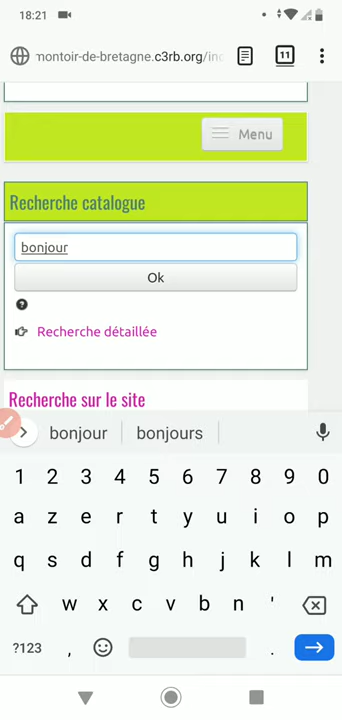 18:21
montoir-de-bretagne.c3rb.org/inc
11
Menu
Recherche catalogue
bonjour
Ok
?
Recherche détaillée
Recherche sur le site
bonjour bonjours
1 2 3 4 5 6 7 8 9 0
a z e r t y u i o p
q s d f g h j k l m
w x c v b n '
?123 , .